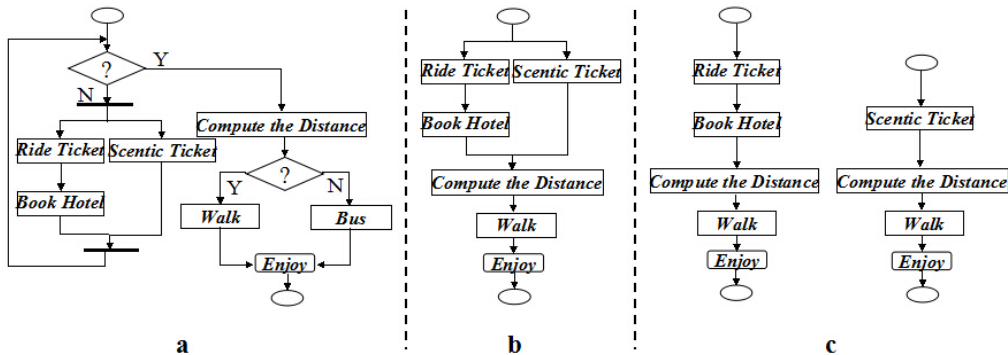 ?
Y
N
Compute the Distance
Ride Ticket
Scentic Ticket
?
Y
N
Book Hotel
Walk
Bus
Enjoy
a
Ride Ticket
Scentic Ticket
Book Hotel
Compute the Distance
Walk
Enjoy
b
Ride Ticket
Book Hotel
Compute the Distance
Walk
Enjoy
Scentic Ticket
Compute the Distance
Walk
Enjoy
c